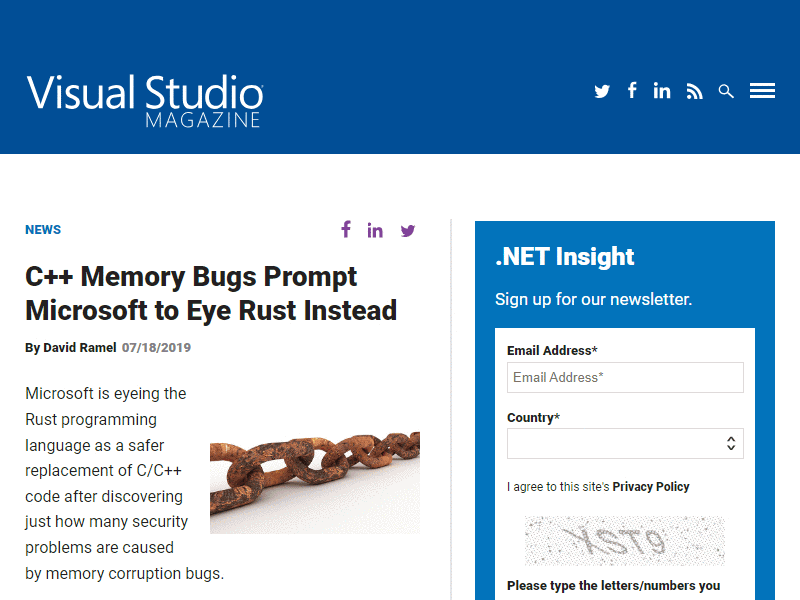 Visual Studio
MAGAZINE
NEWS
C++ Memory Bugs Prompt
Microsoft to Eye Rust Instead
By David Ramel 07/18/2019
Microsoft is eyeing the
Rust programming
language as a safer
replacement of C/C++
code after discovering
just how many security
problems are caused
by memory corruption bugs.
.NET Insight
Sign up for our newsletter.
Email Address*
Email Address*
Country*
I agree to this site's Privacy Policy
XST9
Please type the letters/numbers you